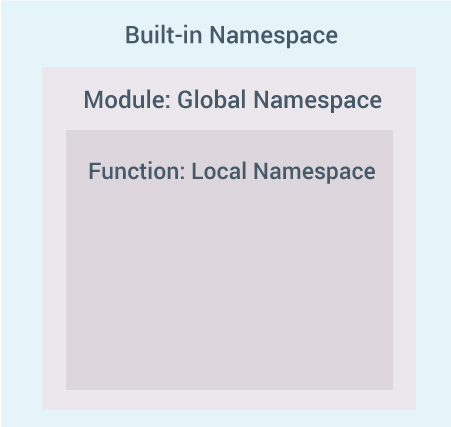 Built-in Namespace
Module: Global Namespace
Function: Local Namespace